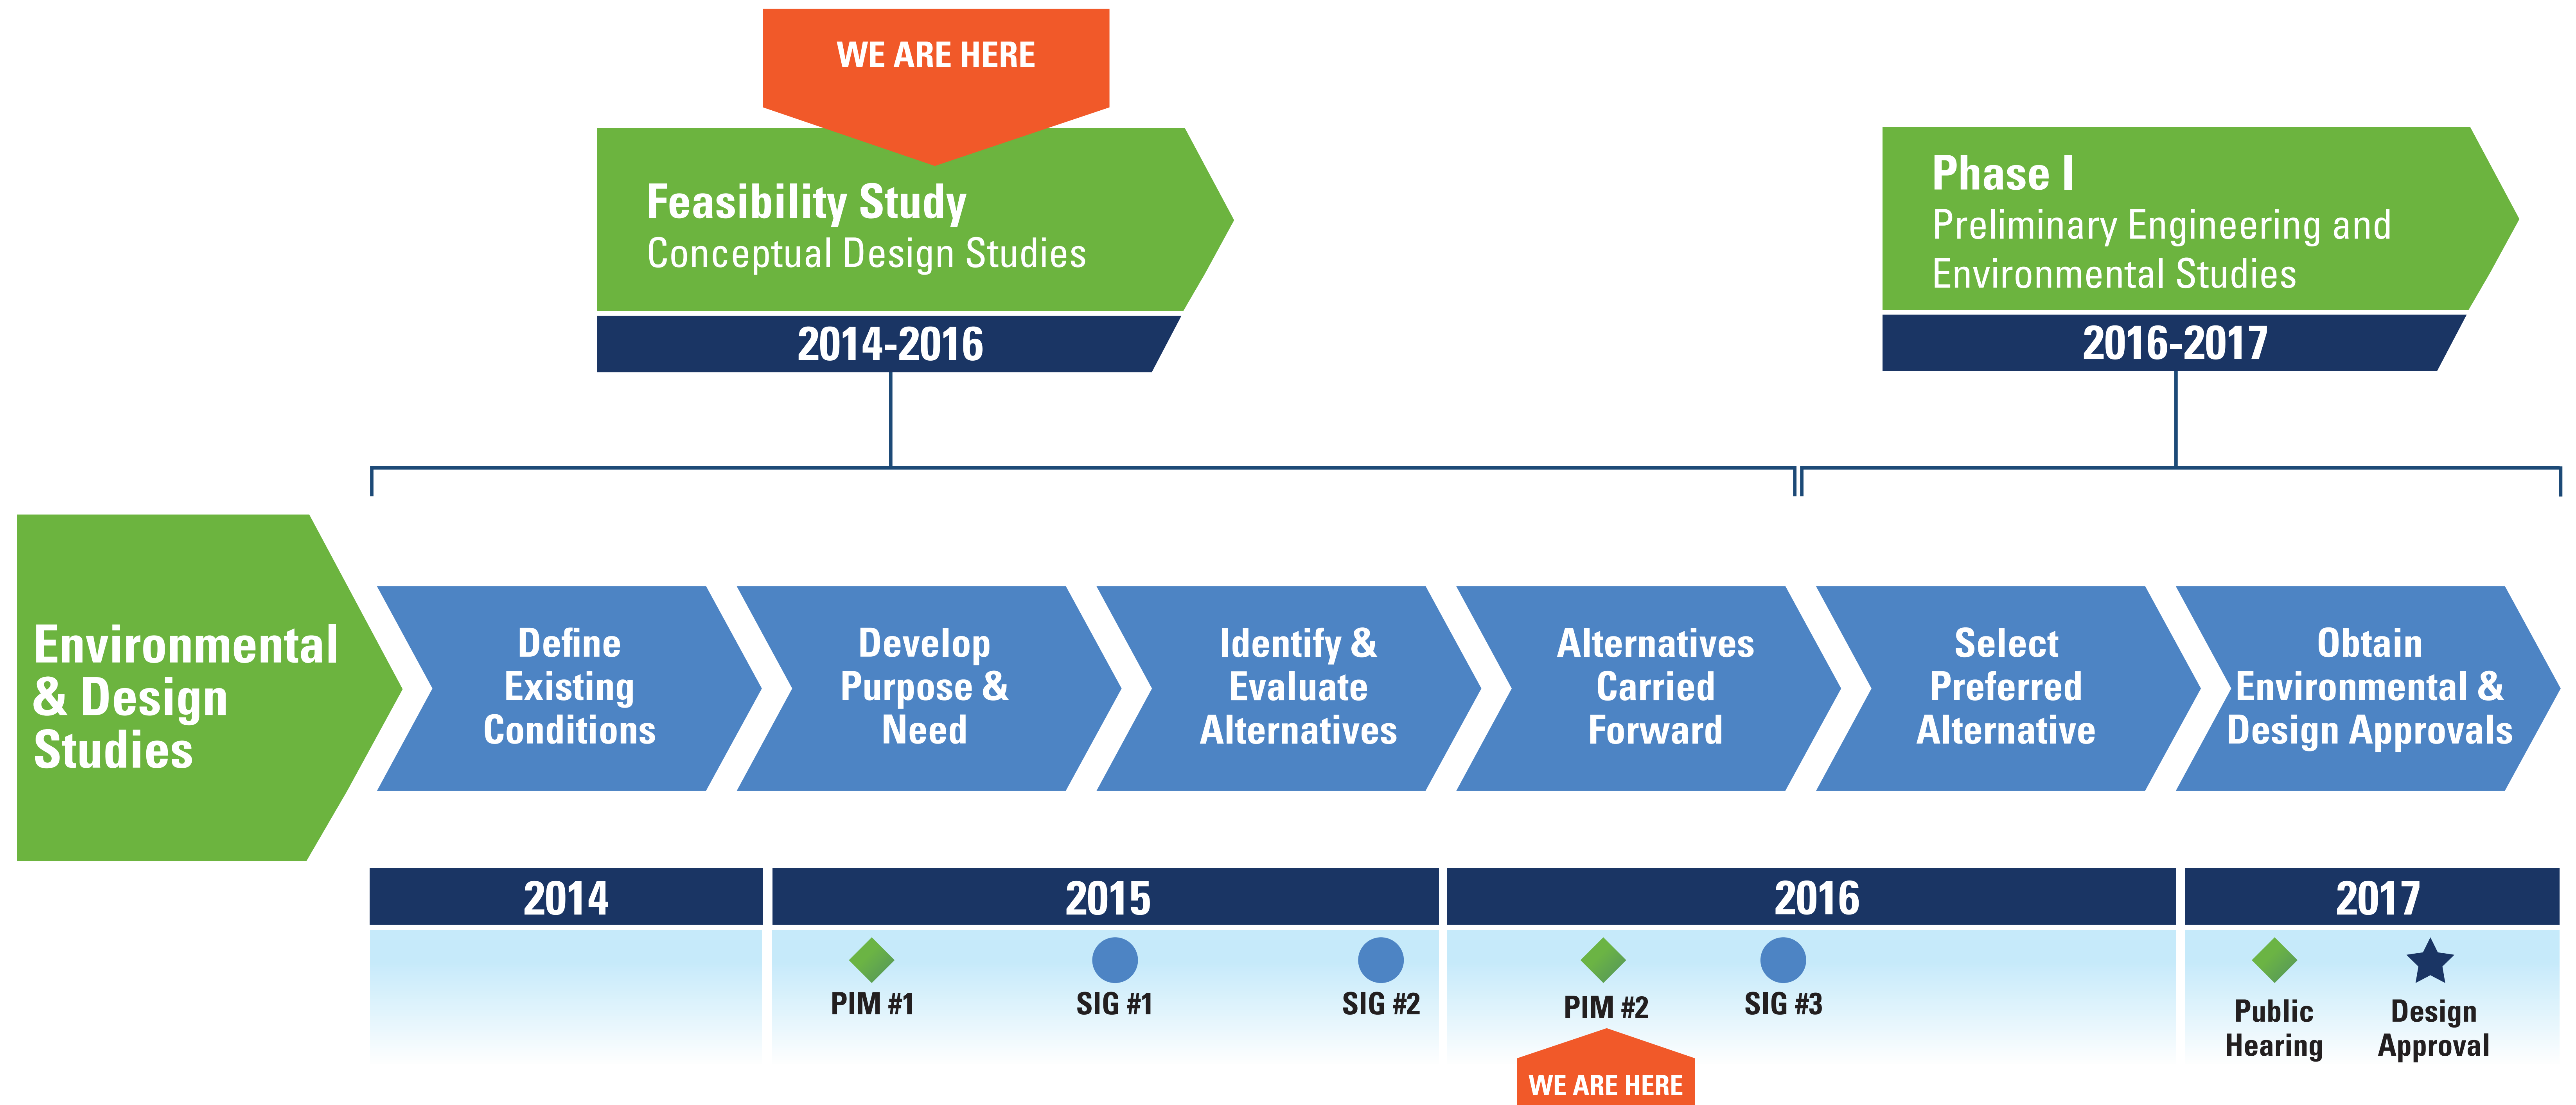 WE ARE HERE
Feasibility Study
Conceptual Design Studies
2014-2016
Phase I
Preliminary Engineering and
Environmental Studies
2016-2017
Environmental
& Design
Studies
Define
Existing
Conditions
Develop
Purpose &
Need
Identify &
Evaluate
Alternatives
Alternatives
Carried
Forward
Select
Preferred
Alternative
Obtain
Environmental &
Design Approvals
2014
2015
2016
2017
PIM #1
SIG #1
SIG #2
PIM #2
SIG #3
Public
Hearing
Design
Approval
WE ARE HERE